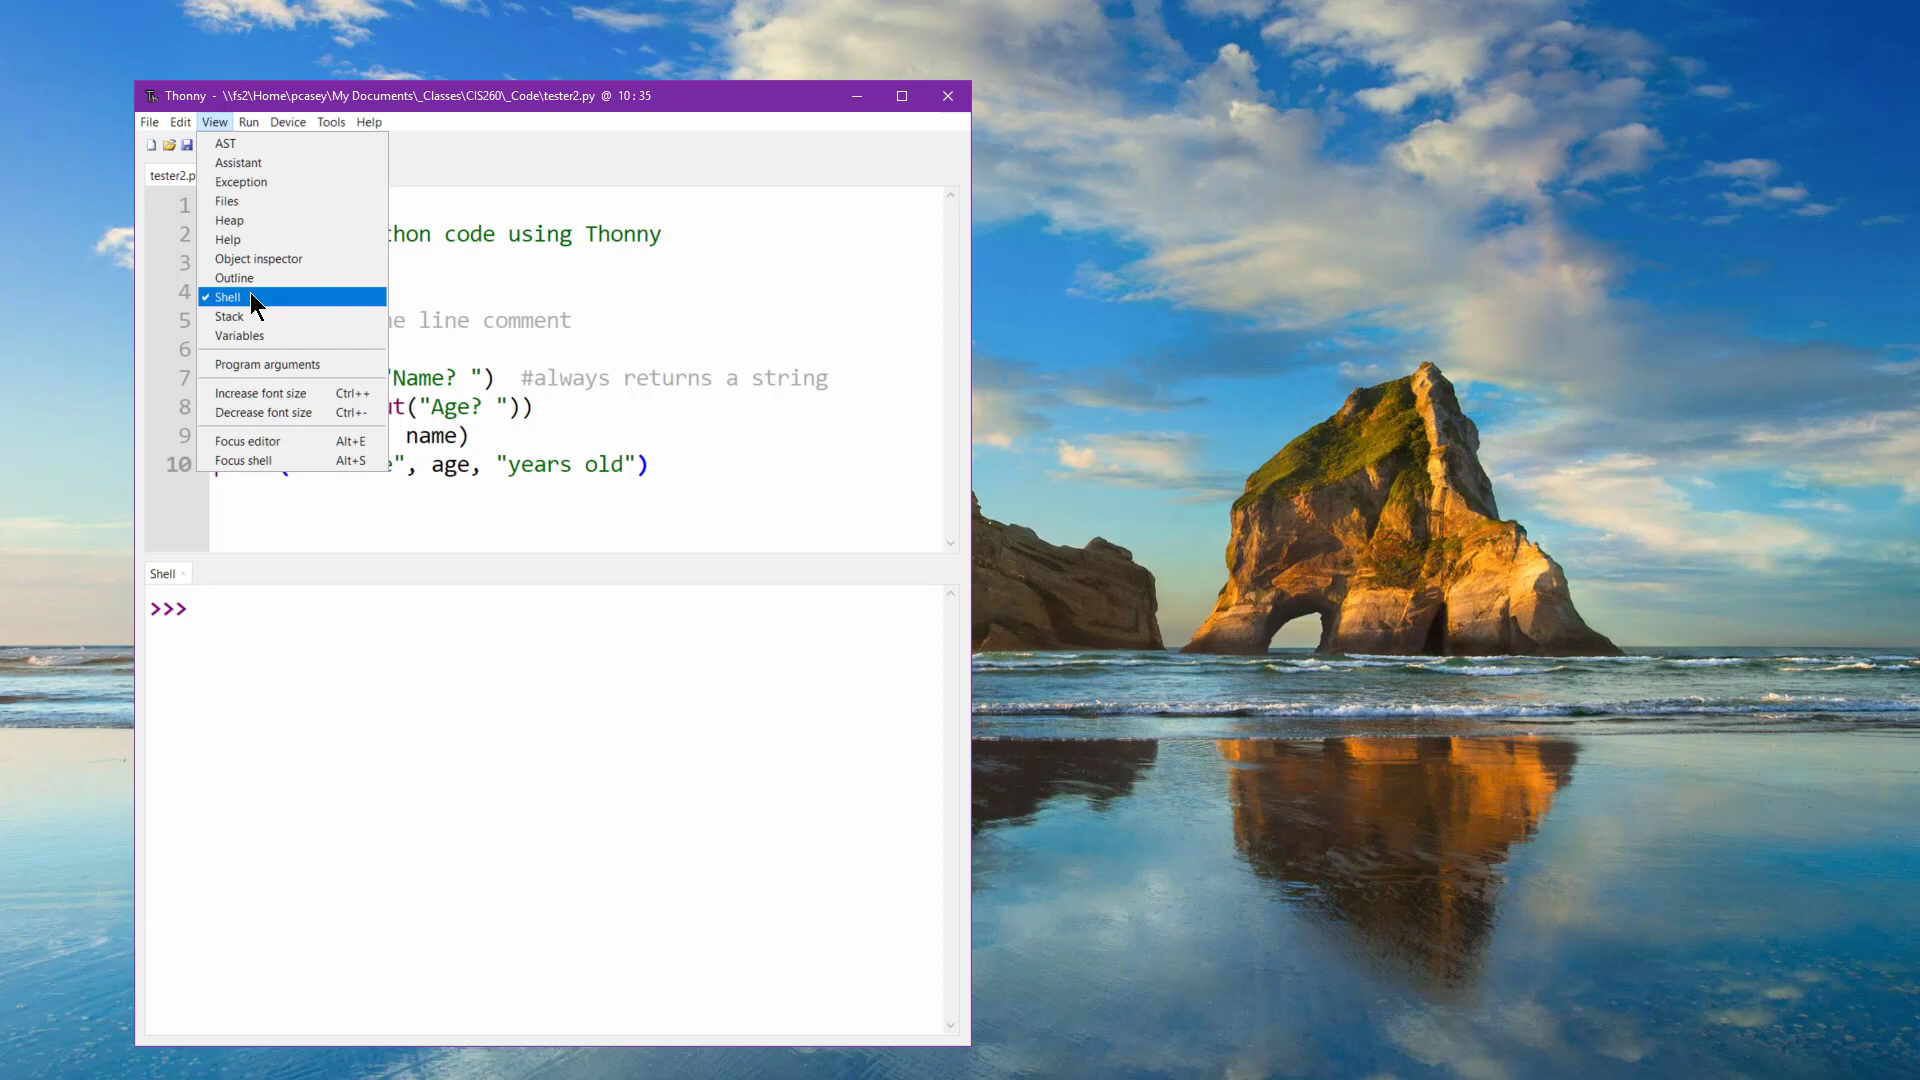 Thonny - \\fs2\Home\pcasey\My Documents\_Classes\CIS260\_Code\tester2.py @ 10 : 35
File Edit View Run Device Tools Help
tester2.p
AST
Assistant
Exception
Files
Heap
Help
Object inspector
Outline
Shell
Stack
Variables
Program arguments
Increase font size Ctrl++
Decrease font size Ctrl+-
Focus editor Alt+E
Focus shell Alt+S
1
2 thon code using Thonny
3
4
5 e line comment
6
7 "Name? ") #always returns a string
8 ut("Age? "))
9 name)
10 ", age, "years old")
Shell
>>>